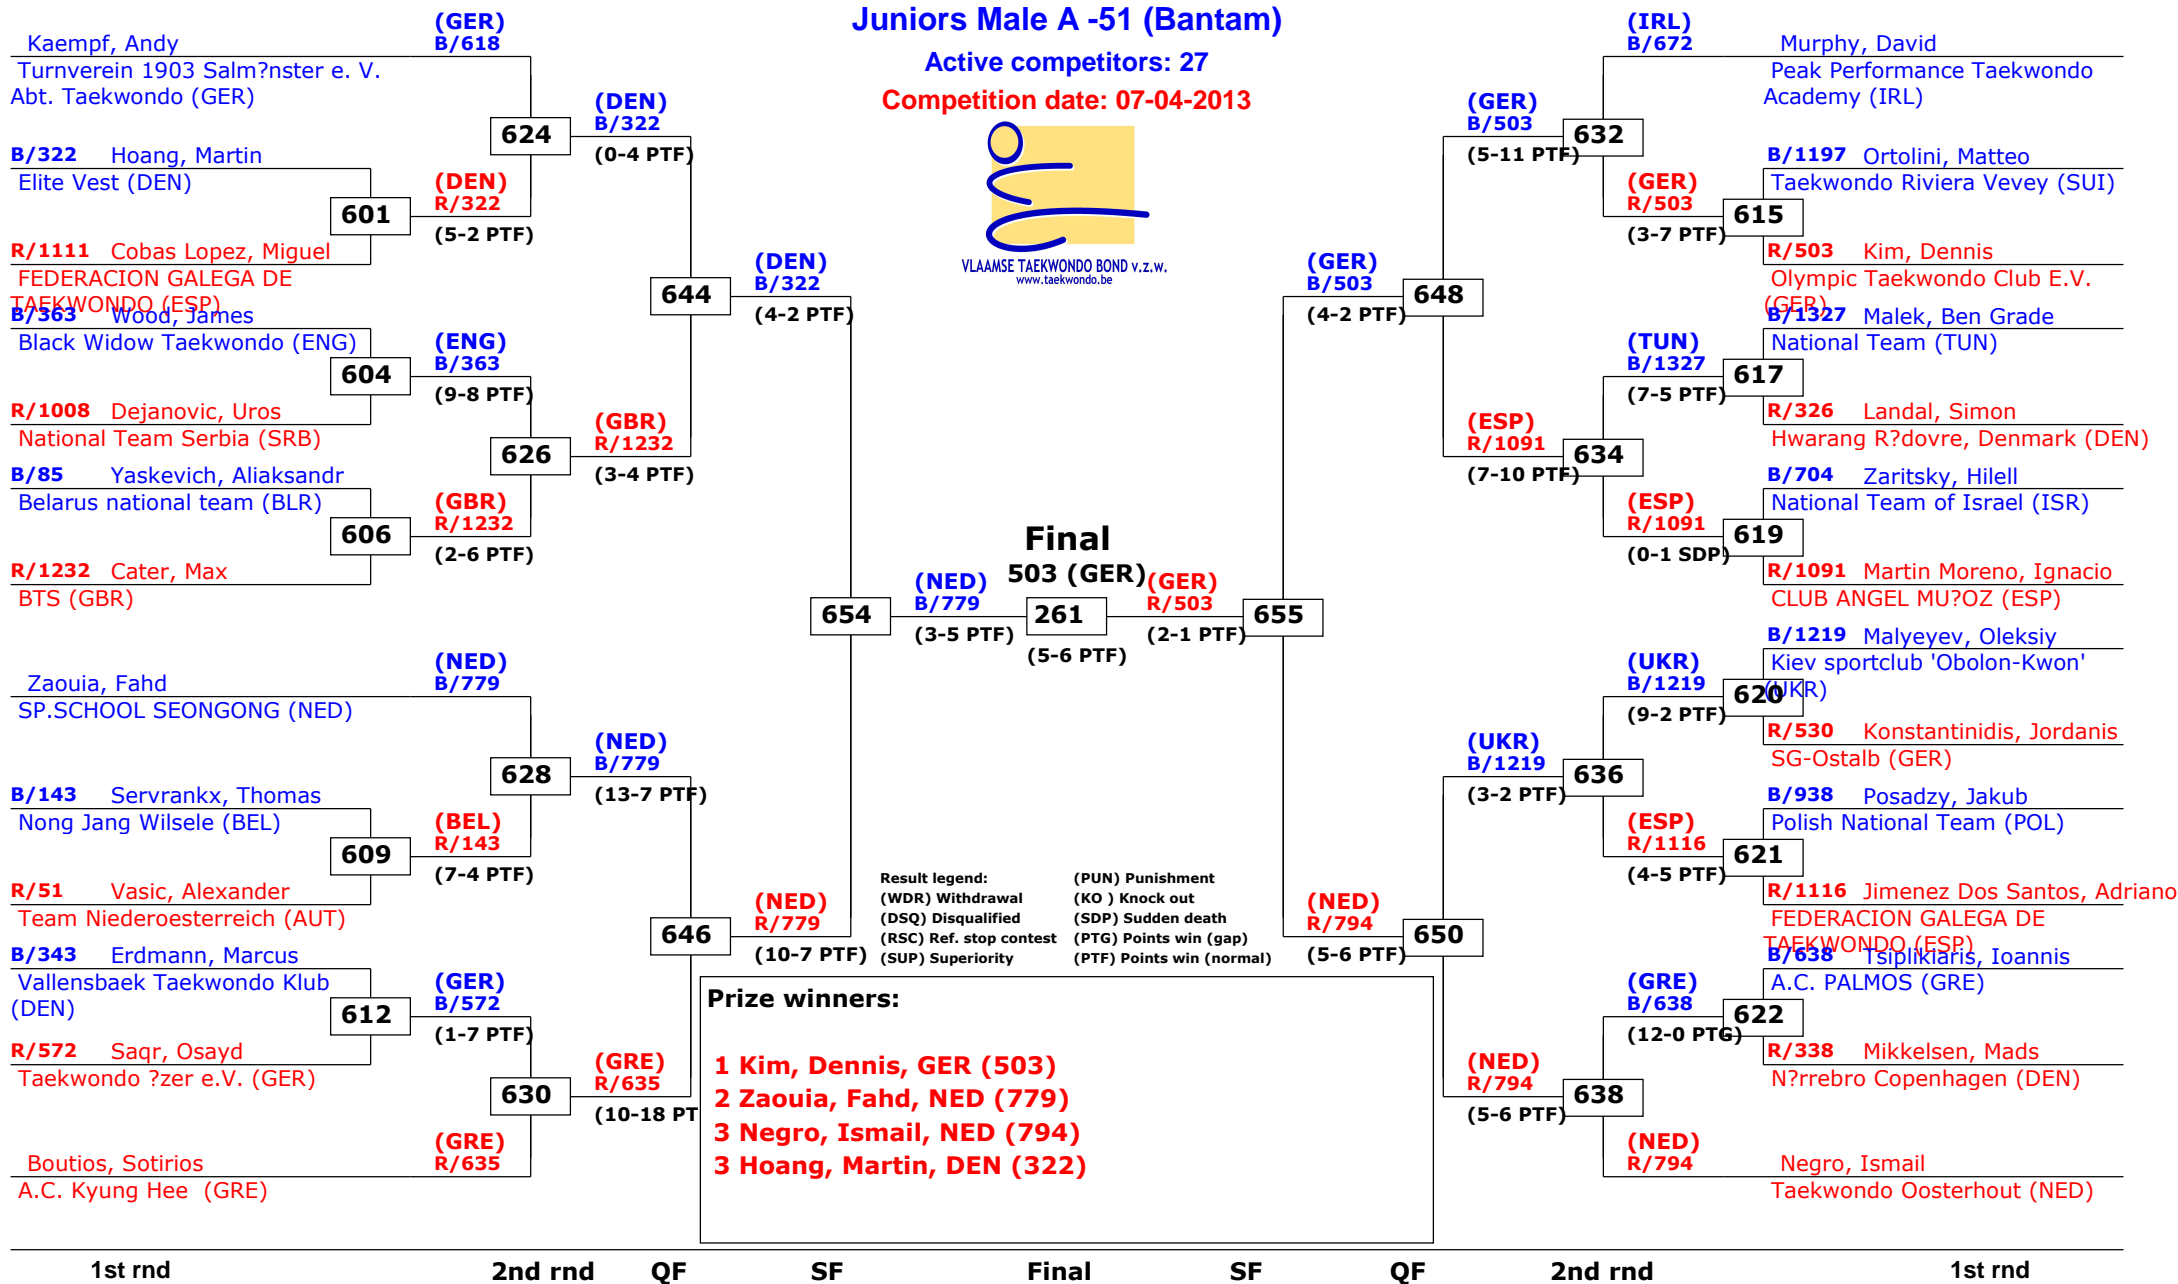 Juniors Male A -51 (Bantam)
Active competitors: 27
Competition date: 07-04-2013
VLAAMSE TAEKWONDO BOND v.z.w.
www.taekwondo.be
Kaempf, Andy
Turnverein 1903 Salm?nster e. V.
Abt. Taekwondo (GER)
(GER)
B/618
624
B/322 Hoang, Martin
Elite Vest (DEN)
601
(DEN)
R/322
(5-2 PTF)
R/1111 Cobas Lopez, Miguel
FEDERACION GALEGA DE
TAEKWONDO (ESP)
(DEN)
B/322
(0-4 PTF)
B/363 Wood, James
Black Widow Taekwondo (ENG)
604
(ENG)
B/363
(9-8 PTF)
R/1008 Dejanovic, Uros
National Team Serbia (SRB)
626
(GBR)
R/1232
(3-4 PTF)
B/85 Yaskevich, Aliaksandr
Belarus national team (BLR)
606
(GBR)
R/1232
(2-6 PTF)
R/1232 Cater, Max
BTS (GBR)
644
(DEN)
B/322
(4-2 PTF)
Zaouia, Fahd
SP.SCHOOL SEONGONG (NED)
(NED)
B/779
628
(NED)
B/779
(13-7 PTF)
B/143 Servrankx, Thomas
Nong Jang Wilsele (BEL)
609
(BEL)
R/143
(7-4 PTF)
R/51 Vasic, Alexander
Team Niederoesterreich (AUT)
646
(NED)
R/779
(10-7 PTF)
B/343 Erdmann, Marcus
Vallensbaek Taekwondo Klub
(DEN)
612
(GER)
B/572
(1-7 PTF)
R/572 Saqr, Osayd
Taekwondo ?zer e.V. (GER)
630
(GRE)
R/635
(10-18 PT
Boutios, Sotirios
A.C. Kyung Hee (GRE)
(GRE)
R/635
654
(NED)
B/779
(3-5 PTF)
Final
503 (GER)
261
(5-6 PTF)
(GER)
R/503
(2-1 PTF)
655
(IRL)
B/672
Murphy, David
Peak Performance Taekwondo
Academy (IRL)
(GER)
B/503
(5-11 PTF)
632
B/1197 Ortolini, Matteo
Taekwondo Riviera Vevey (SUI)
(GER)
R/503
(3-7 PTF)
615
R/503 Kim, Dennis
Olympic Taekwondo Club E.V.
(GER)
(GER)
B/503
(4-2 PTF)
648
B/1327 Malek, Ben Grade
National Team (TUN)
(TUN)
B/1327
(7-5 PTF)
617
R/326 Landal, Simon
Hwarang R?dovre, Denmark (DEN)
(ESP)
R/1091
(7-10 PTF)
634
B/704 Zaritsky, Hilell
National Team of Israel (ISR)
(ESP)
R/1091
(0-1 SDP)
619
R/1091 Martin Moreno, Ignacio
CLUB ANGEL MU?OZ (ESP)
B/1219 Malyeyev, Oleksiy
Kiev sportclub 'Obolon-Kwon'
(UKR)
(UKR)
B/1219
(9-2 PTF)
620
R/530 Konstantinidis, Jordanis
SG-Ostalb (GER)
(UKR)
B/1219
(3-2 PTF)
636
B/938 Posadzy, Jakub
Polish National Team (POL)
(ESP)
R/1116
(4-5 PTF)
621
R/1116 Jimenez Dos Santos, Adriano
FEDERACION GALEGA DE
TAEKWONDO (ESP)
(NED)
R/794
(5-6 PTF)
650
B/638 Tsiplikiaris, Ioannis
A.C. PALMOS (GRE)
(GRE)
B/638
(12-0 PTG)
622
R/338 Mikkelsen, Mads
N?rrebro Copenhagen (DEN)
(NED)
R/794
(5-6 PTF)
638
(NED)
R/794
Negro, Ismail
Taekwondo Oosterhout (NED)
Result legend: (PUN) Punishment
(WDR) Withdrawal (KO ) Knock out
(DSQ) Disqualified (SDP) Sudden death
(RSC) Ref. stop contest (PTG) Points win (gap)
(SUP) Superiority (PTF) Points win (normal)
Prize winners:
1 Kim, Dennis, GER (503)
2 Zaouia, Fahd, NED (779)
3 Negro, Ismail, NED (794)
3 Hoang, Martin, DEN (322)
1st rnd 2nd rnd QF SF Final SF QF 2nd rnd 1st rnd